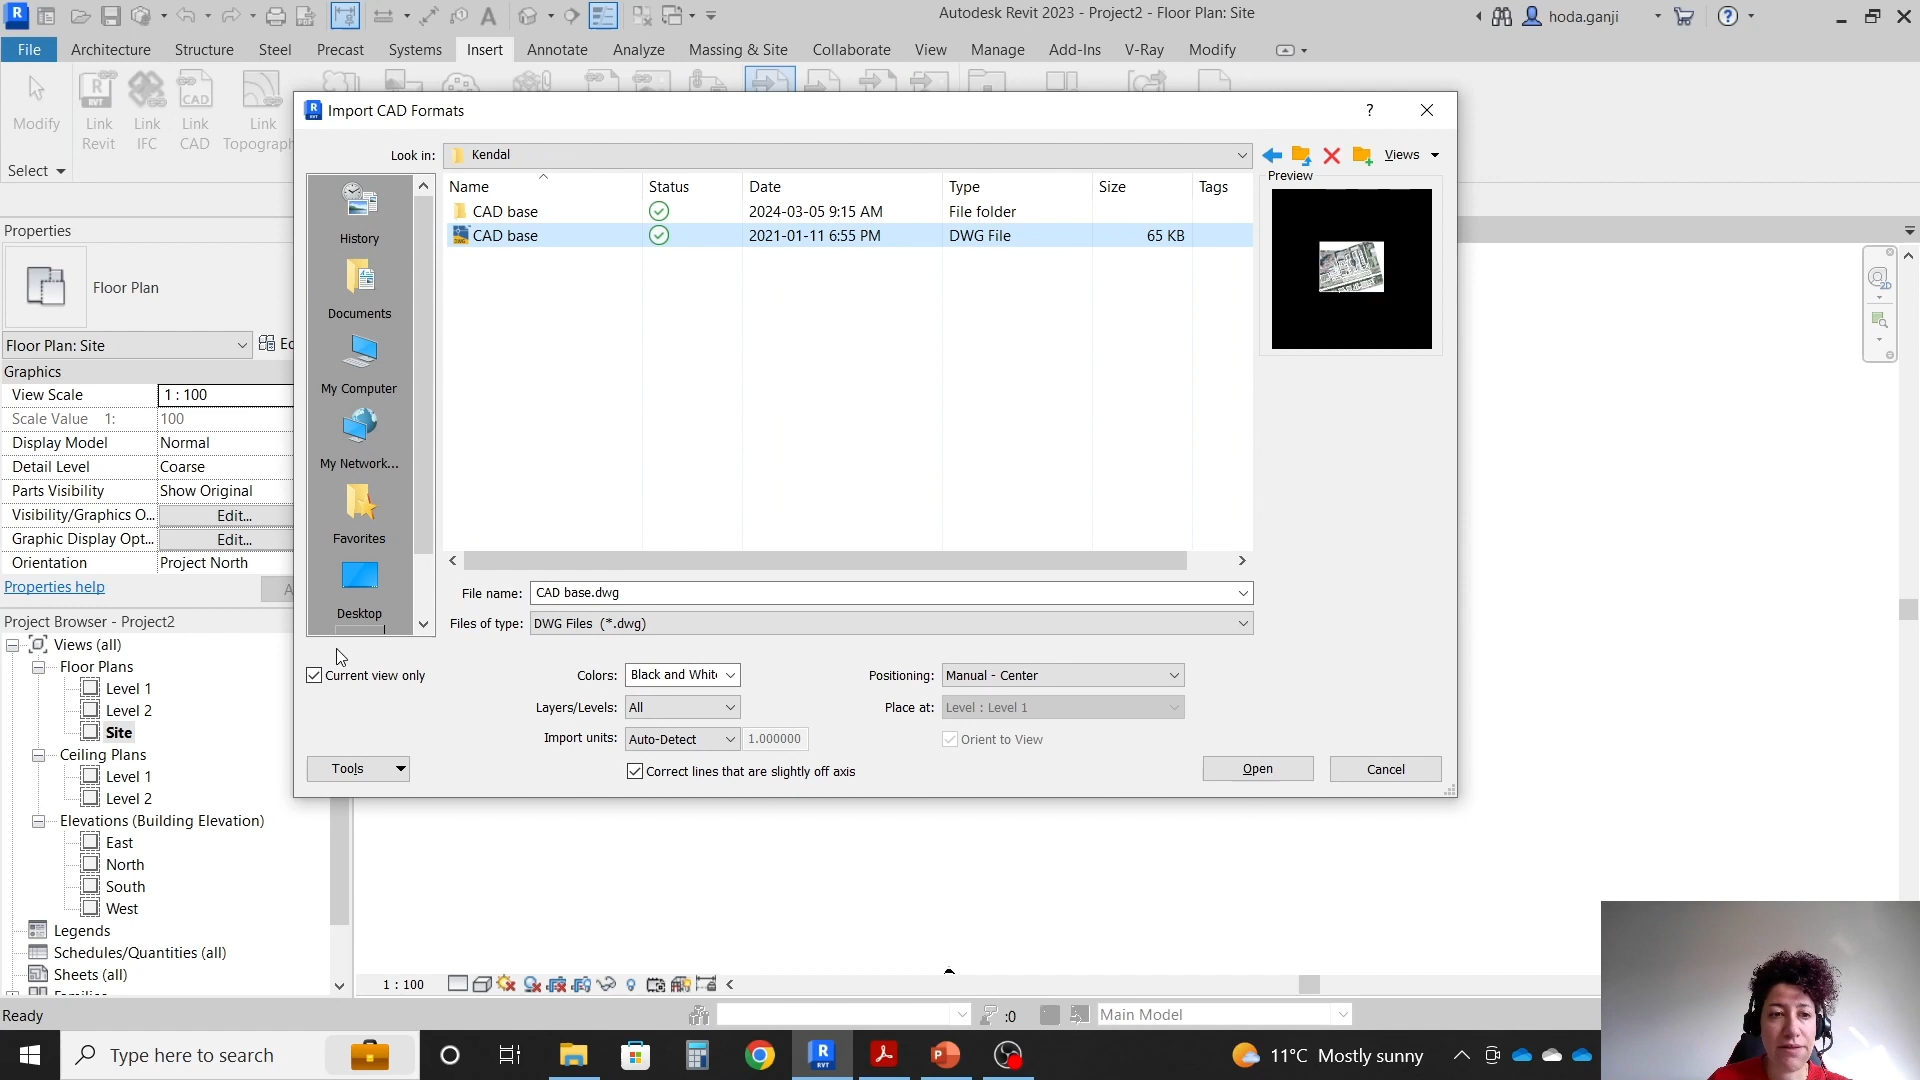 Autodesk Revit 2023 - Project2 - Floor Plan: Site
hoda.ganji
File Architecture Structure Steel Precast Systems Insert Annotate Analyze Massing & Site Collaborate View Manage Add-Ins V-Ray Modify
Modify
Link Revit
Link IFC
Link CAD
Link
Select
Import CAD Formats
Look in: Kendal
Views
Preview
Name Status Date Type Size Tags
CAD base 2024-03-05 9:15 AM File folder
CAD base 2021-01-11 6:55 PM DWG File 65 KB
History
Documents
My Computer
My Network...
Favorites
Desktop
File name: CAD base.dwg
Files of type: DWG Files (*.dwg)
Current view only
Colors:
Black and
Positioning: Manual - Center
Layers/Levels: All
Place at: Level : Level 1
Import units: Auto-Detect 1.000000
Orient to View
Correct lines that are slightly off axis
Tools
Open
Cancel
Properties
Floor Plan
Floor Plan: Site
Graphics
View Scale 1 : 100
Scale Value 1: 100
Display Model Normal
Detail Level Coarse
Parts Visibility Show Original
Visibility/Graphics O... Edit...
Graphic Display Opt... Edit...
Orientation Project North
Properties help
Project Browser - Project2
Views (all)
Floor Plans
Level 1
Level 2
Site
Ceiling Plans
Level 1
Level 2
Elevations (Building Elevation)
East
North
South
West
Legends
Schedules/Quantities (all)
Sheets (all)
1 : 100
Ready
:0
Main Model
Type here to search
11°C Mostly sunny